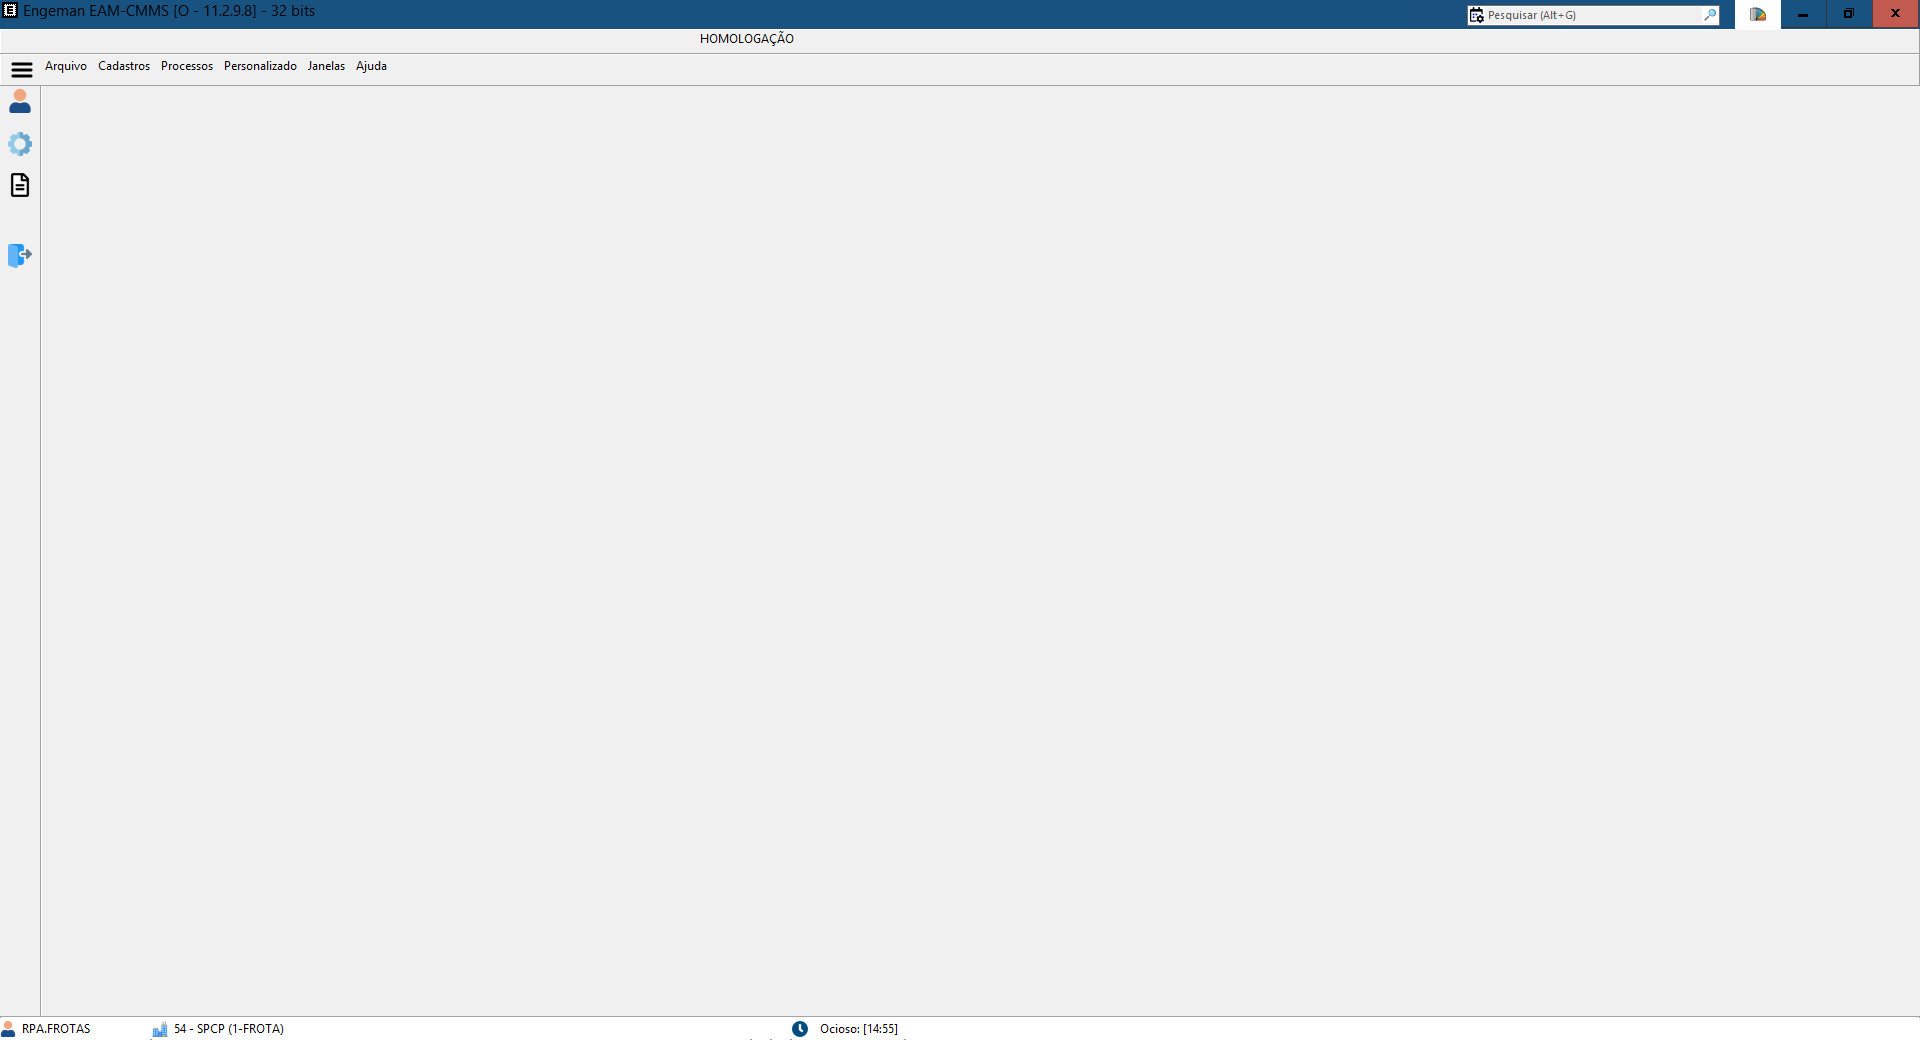 Engeman EAM-CMMS [O - 11.2.9.8] - 32 bits
Pesquisar (Alt+G)
HOMOLOGAÇÃO
Arquivo Cadastros Processos Personalizado Janelas Ajuda
RPA.FROTAS 54 - SPCP (1-FROTA) Ocioso: [14:55]